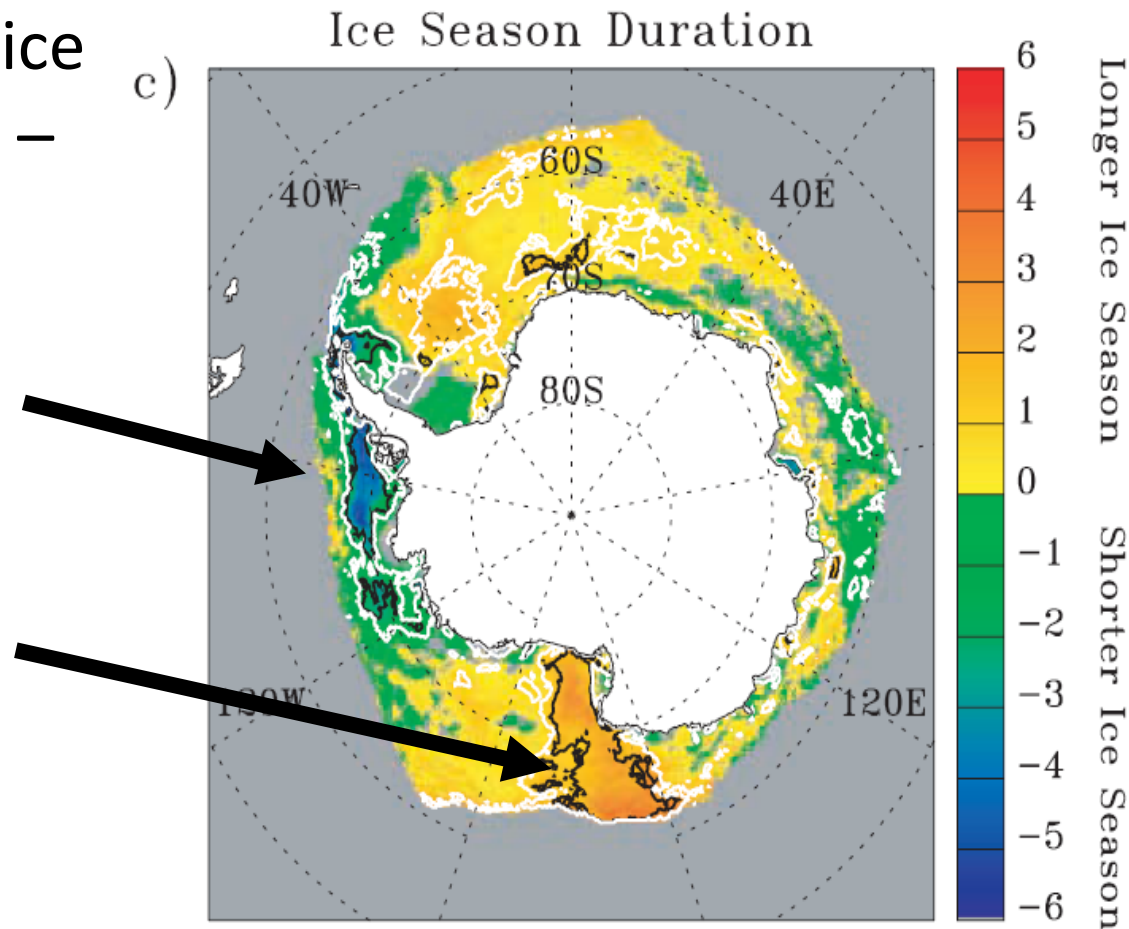 ice
–
Ice Season Duration
c)
60S
40W
40E
70S
80S
120W
120E
6
5
4
3
2
1
0
−1
−2
−3
−4
−5
−6
Longer Ice Season
Shorter Ice Season